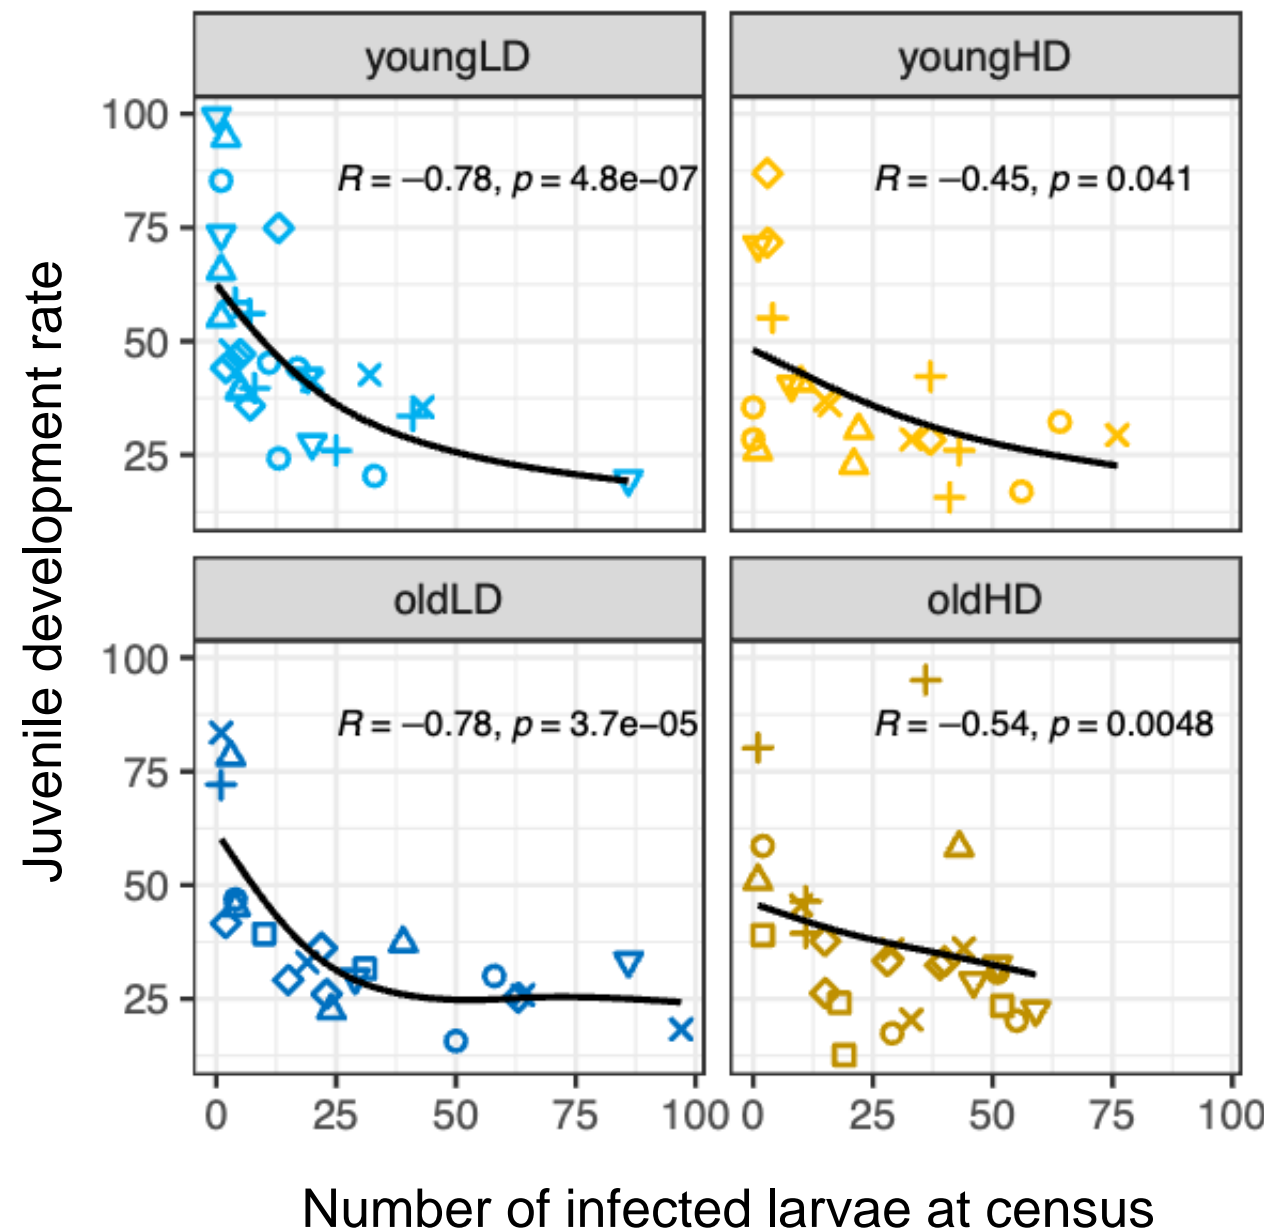 youngLD
youngHD
100
75
50
25
R = −0.78, p = 4.8e−07
R = −0.45, p = 0.041
Juvenile development rate
oldLD
oldHD
100
75
50
25
R = −0.78, p = 3.7e−05
R = −0.54, p = 0.0048
0 25 50 75 100 0 25 50 75 100
Number of infected larvae at census